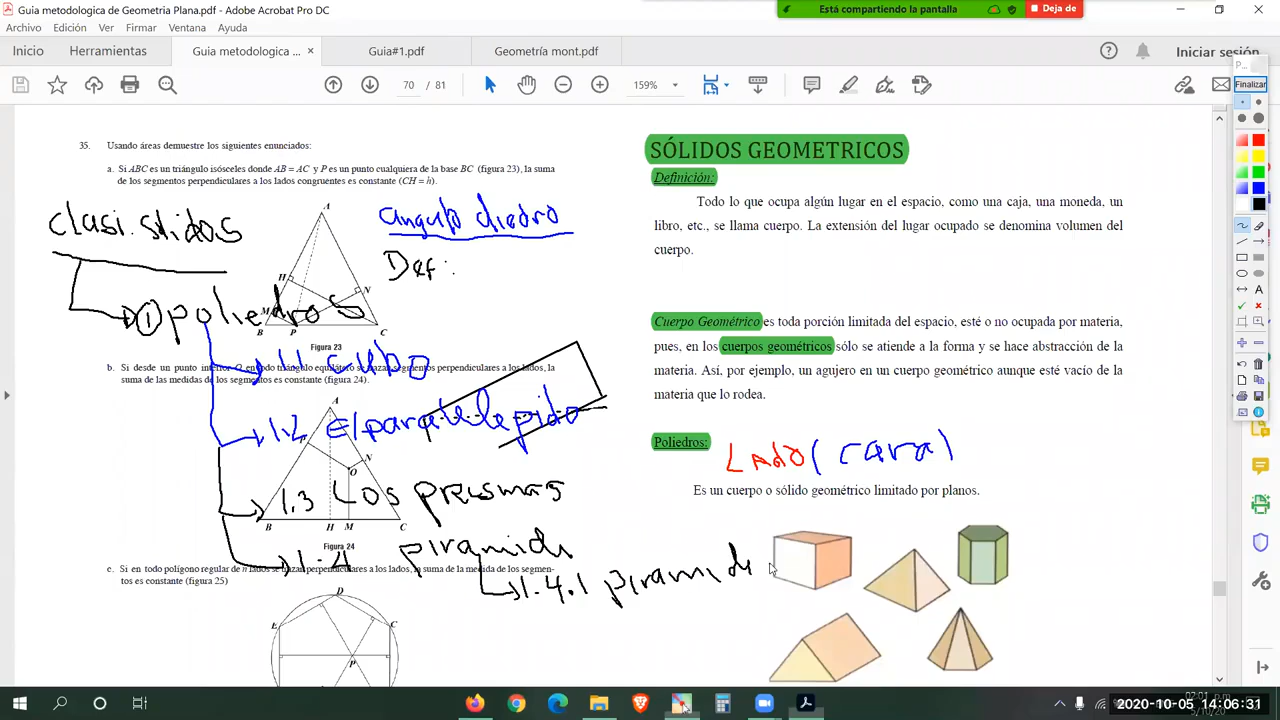 Guia metodologica de Geometria Plana.pdf - Adobe Acrobat Pro DC
Está compartiendo la pantalla
Deja de
Archivo Edición Ver Firmar Ventana Ayuda
Inicio Herramientas Guia metodologica ... × Guia#1.pdf Geometría mont.pdf Iniciar sesión
70 / 81 159%
Finalizar
35. Usando áreas demuestre los siguientes enunciados:
a. Si ABC es un triángulo isósceles donde AB = AC y P es un punto cualquiera de la base BC (figura 23), la suma
de los segmentos perpendiculares a los lados congruentes es constante (CH = h).
clasi. slidos
angulo diedro
Def :
① poliedros
A
H
N
M
B P C
Figura 23
1.1 cubo
b. Si desde un punto interior O en todo triángulo equilátero se trazan segmentos perpendiculares a los lados, la
suma de las medidas de los segmentos es constante (figura 24).
1.2 El paralelepido
A
N
O
B H M C
1.3 Los preismas
Figura 24
1.4 piramide
c. Si en todo polígono regular de n lados se trazan perpendiculares a los lados, la suma de la medida de los segmen-
tos es constante (figura 25)
1.4.1 piramide
D
E C
P
SÓLIDOS GEOMETRICOS
Definición:
Todo lo que ocupa algún lugar en el espacio, como una caja, una moneda, un
libro, etc., se llama cuerpo. La extensión del lugar ocupado se denomina volumen del
cuerpo.
Cuerpo Geométrico es toda porción limitada del espacio, esté o no ocupada por materia,
pues, en los cuerpos geométricos sólo se atiende a la forma y se hace abstracción de la
materia. Así, por ejemplo, un agujero en un cuerpo geométrico aunque esté vacío de la
materia que lo rodea.
Poliedros: LADO ( cara )
Es un cuerpo o sólido geométrico limitado por planos.
2020-10-05 14:06:31